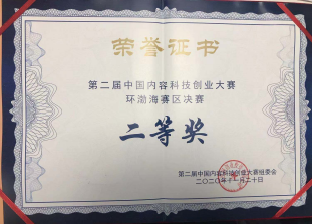 荣誉证书
第二届中国内容科技创业大赛
环渤海赛区决赛
二等奖
第二届中国内容科技创业大赛组委会
二〇二〇年十一月二十日